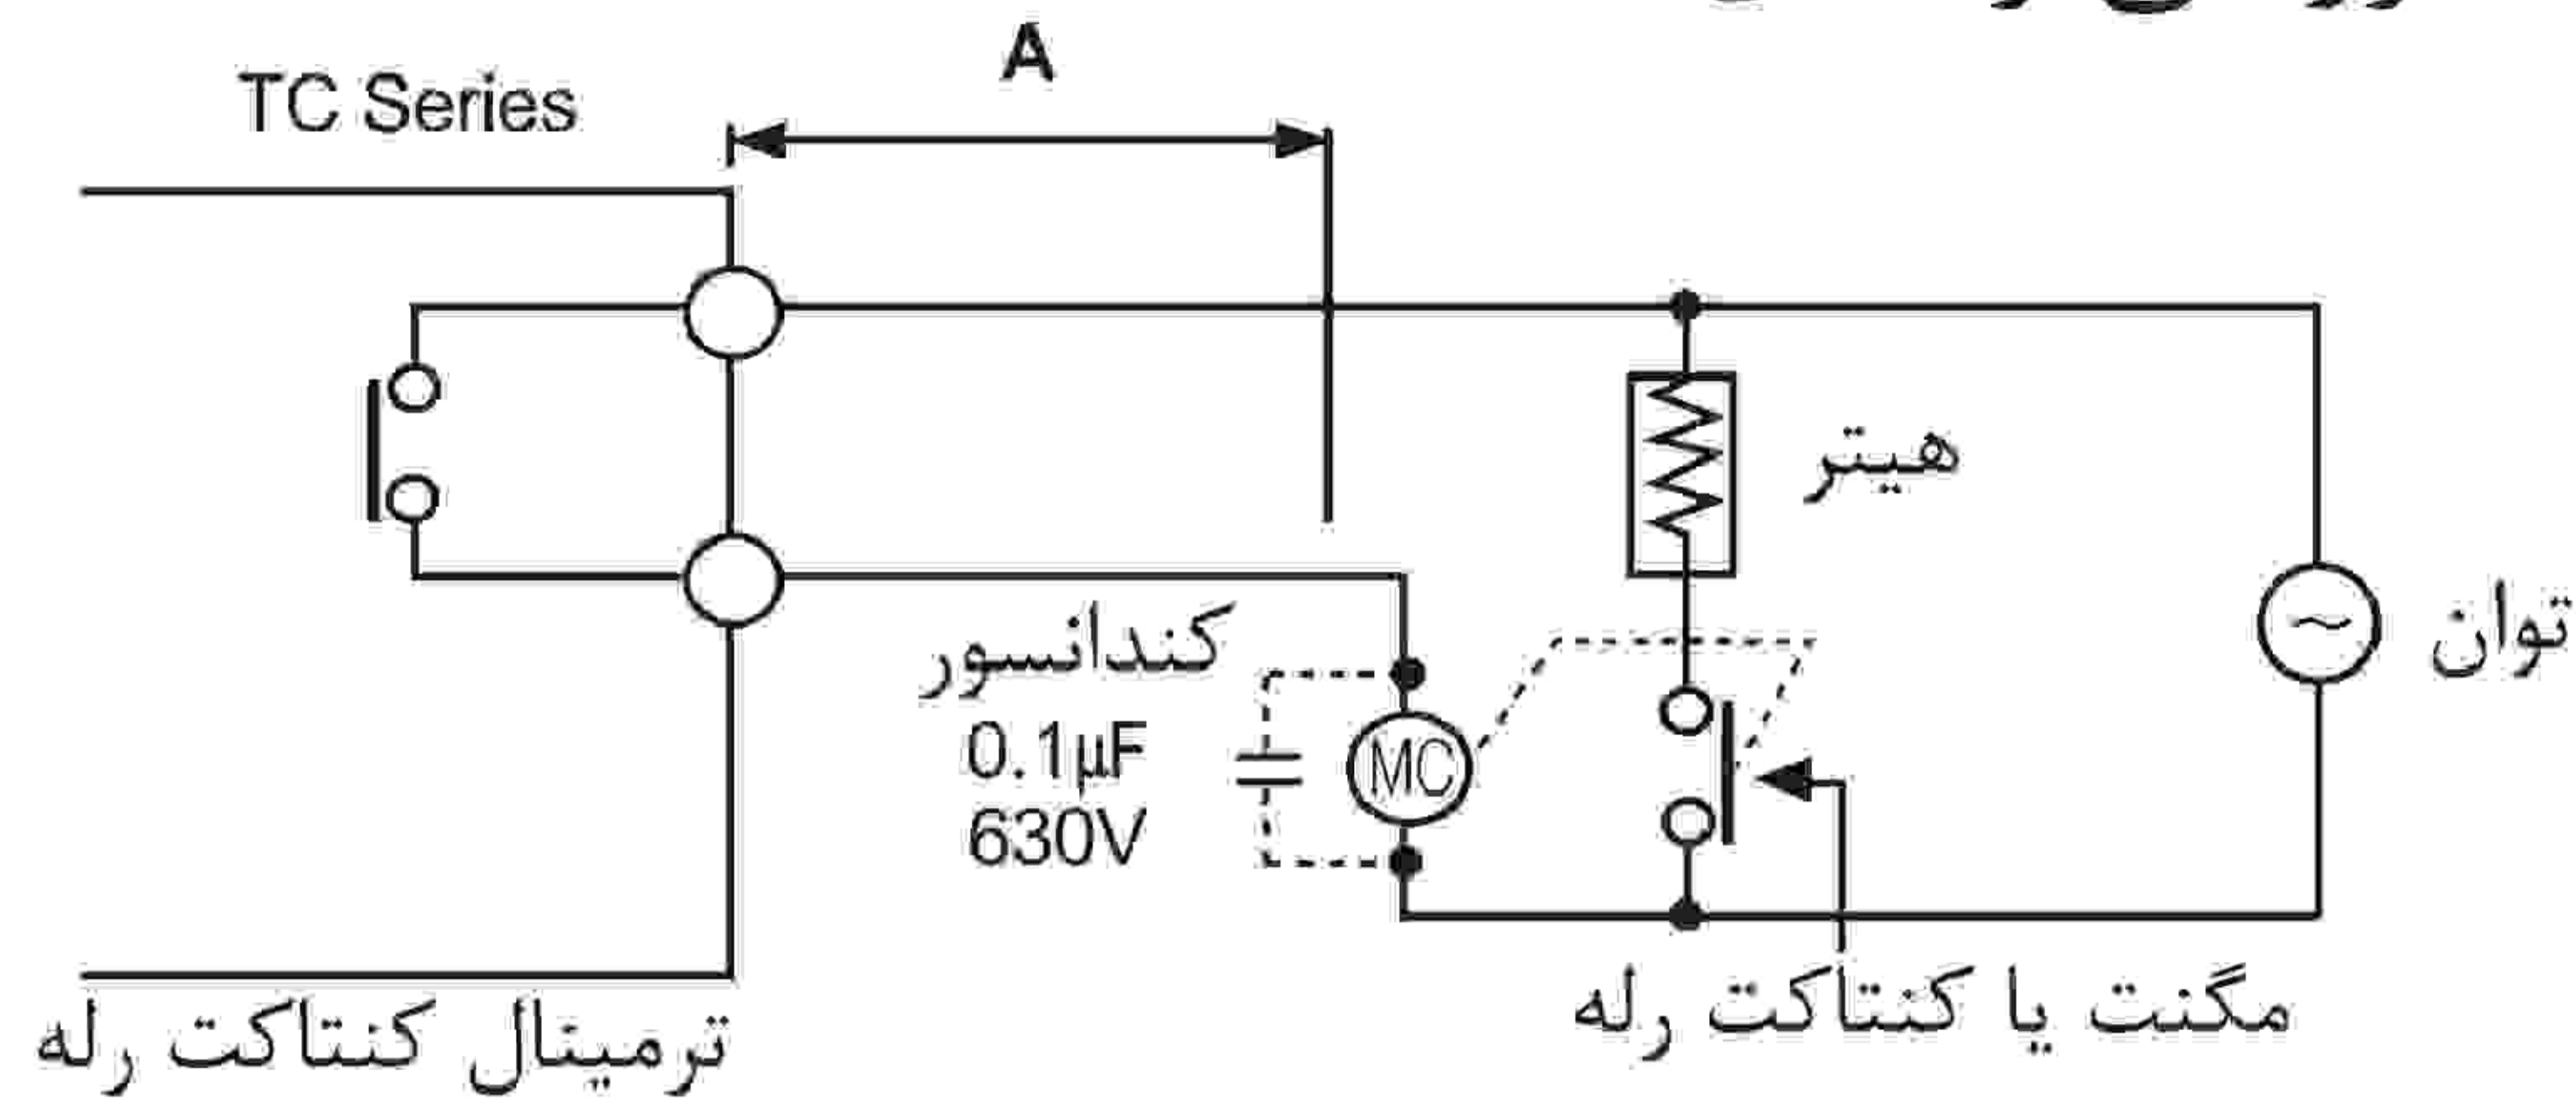 A
TC Series
هیتر
توان
کندانسور
0.1μF
630V
MC
~
مگنت یا کنتاکت رله
ترمینال کنتاکت رله